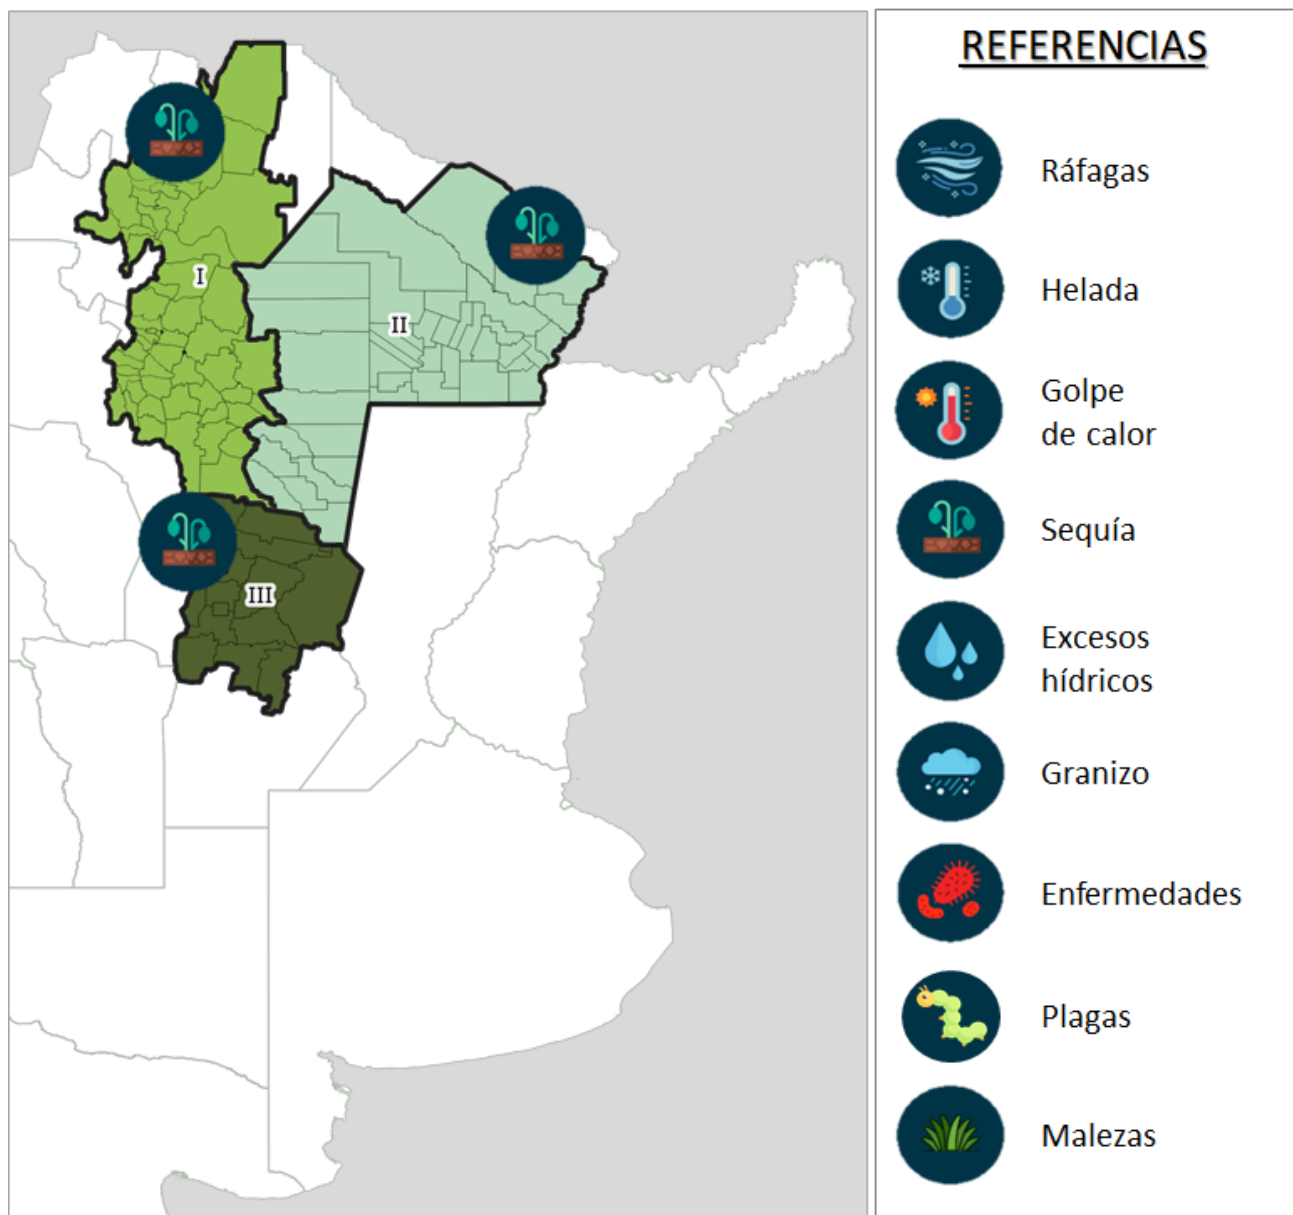 REFERENCIAS
Ráfagas
Helada
Golpe
de calor
Sequía
Excesos
hídricos
Granizo
Enfermedades
Plagas
Malezas
I
II
III